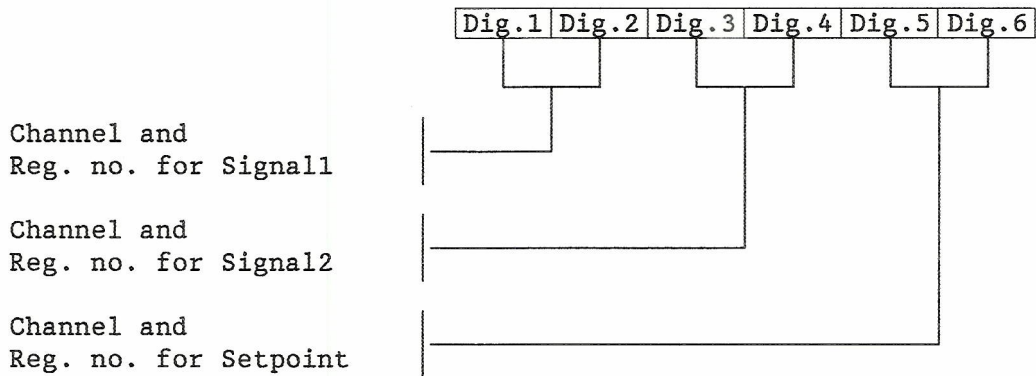 Dig.1 Dig.2 Dig.3 Dig.4 Dig.5 Dig.6
Channel and
Reg. no. for Signal1
Channel and
Reg. no. for Signal2
Channel and
Reg. no. for Setpoint